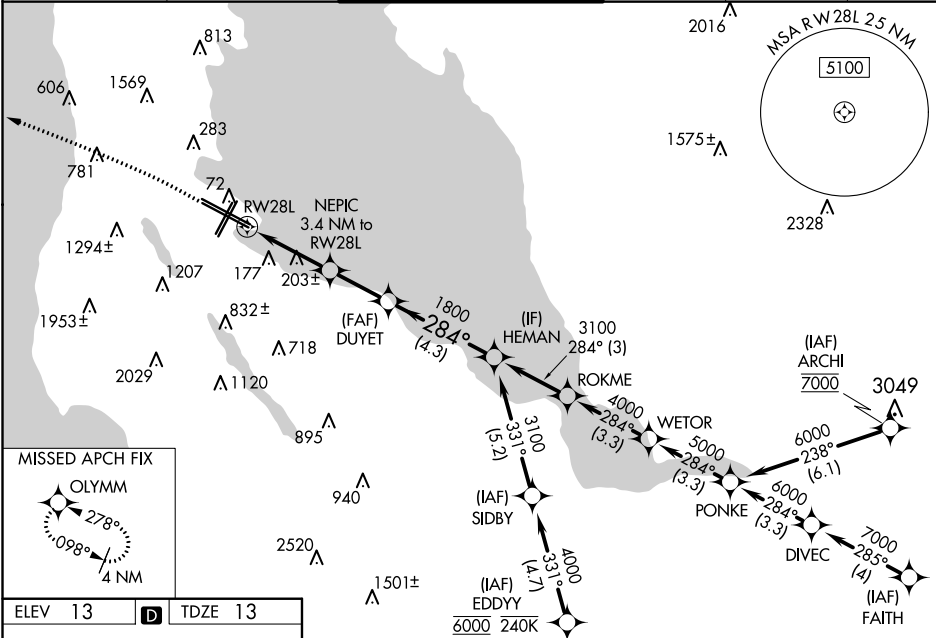 813
2016
MSA RW28L 25 NM
5100
606
1569
283
781
1575±
72
RW28L
NEPIC
3.4 NM to
RW28L
2328
1294±
1207
177
203±
1953±
832±
(FAF)
DUYET
1800
284°
(4.3)
(IF)
HEMAN
3100
284° (3)
718
2029
1120
ROKME
(IAF)
ARCHI
7000
3049
4000
284°
(3.3)
WETOR
895
3100
331°
(5.2)
5000
284°
(3.3)
6000
238°
(6.1)
MISSED APCH FIX
OLYMM
278°
098°
4 NM
940
(IAF)
SIDBY
PONKE
6000
284°
(3.3)
DIVEC
2520
4000
331°
(4.7)
7000
285°
(4)
1501±
(IAF)
EDDYY
6000 240K
(IAF)
FAITH
ELEV 13 D TDZE 13